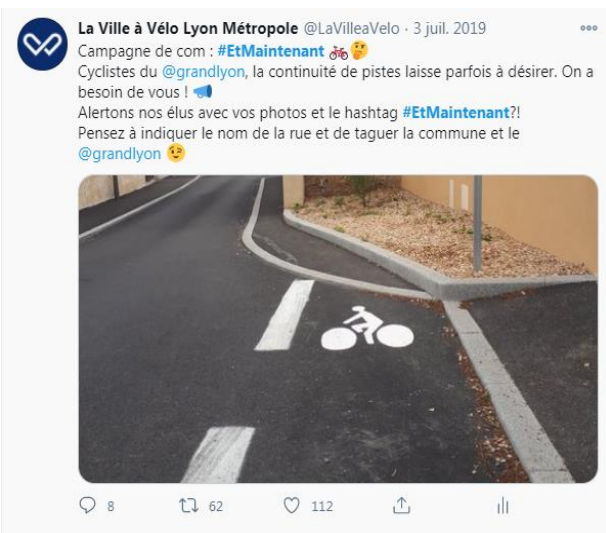 La Ville à Vélo Lyon Métropole @LaVilleaVelo · 3 juil. 2019
Campagne de com : #EtMaintenant 🚲🤔
Cyclistes du @grandlyon, la continuité de pistes laisse parfois à désirer. On a
besoin de vous ! 📣
Alertons nos élus avec vos photos et le hashtag #EtMaintenant?!
Pensez à indiquer le nom de la rue et de taguer la commune et le
@grandlyon 😉
8 62 112